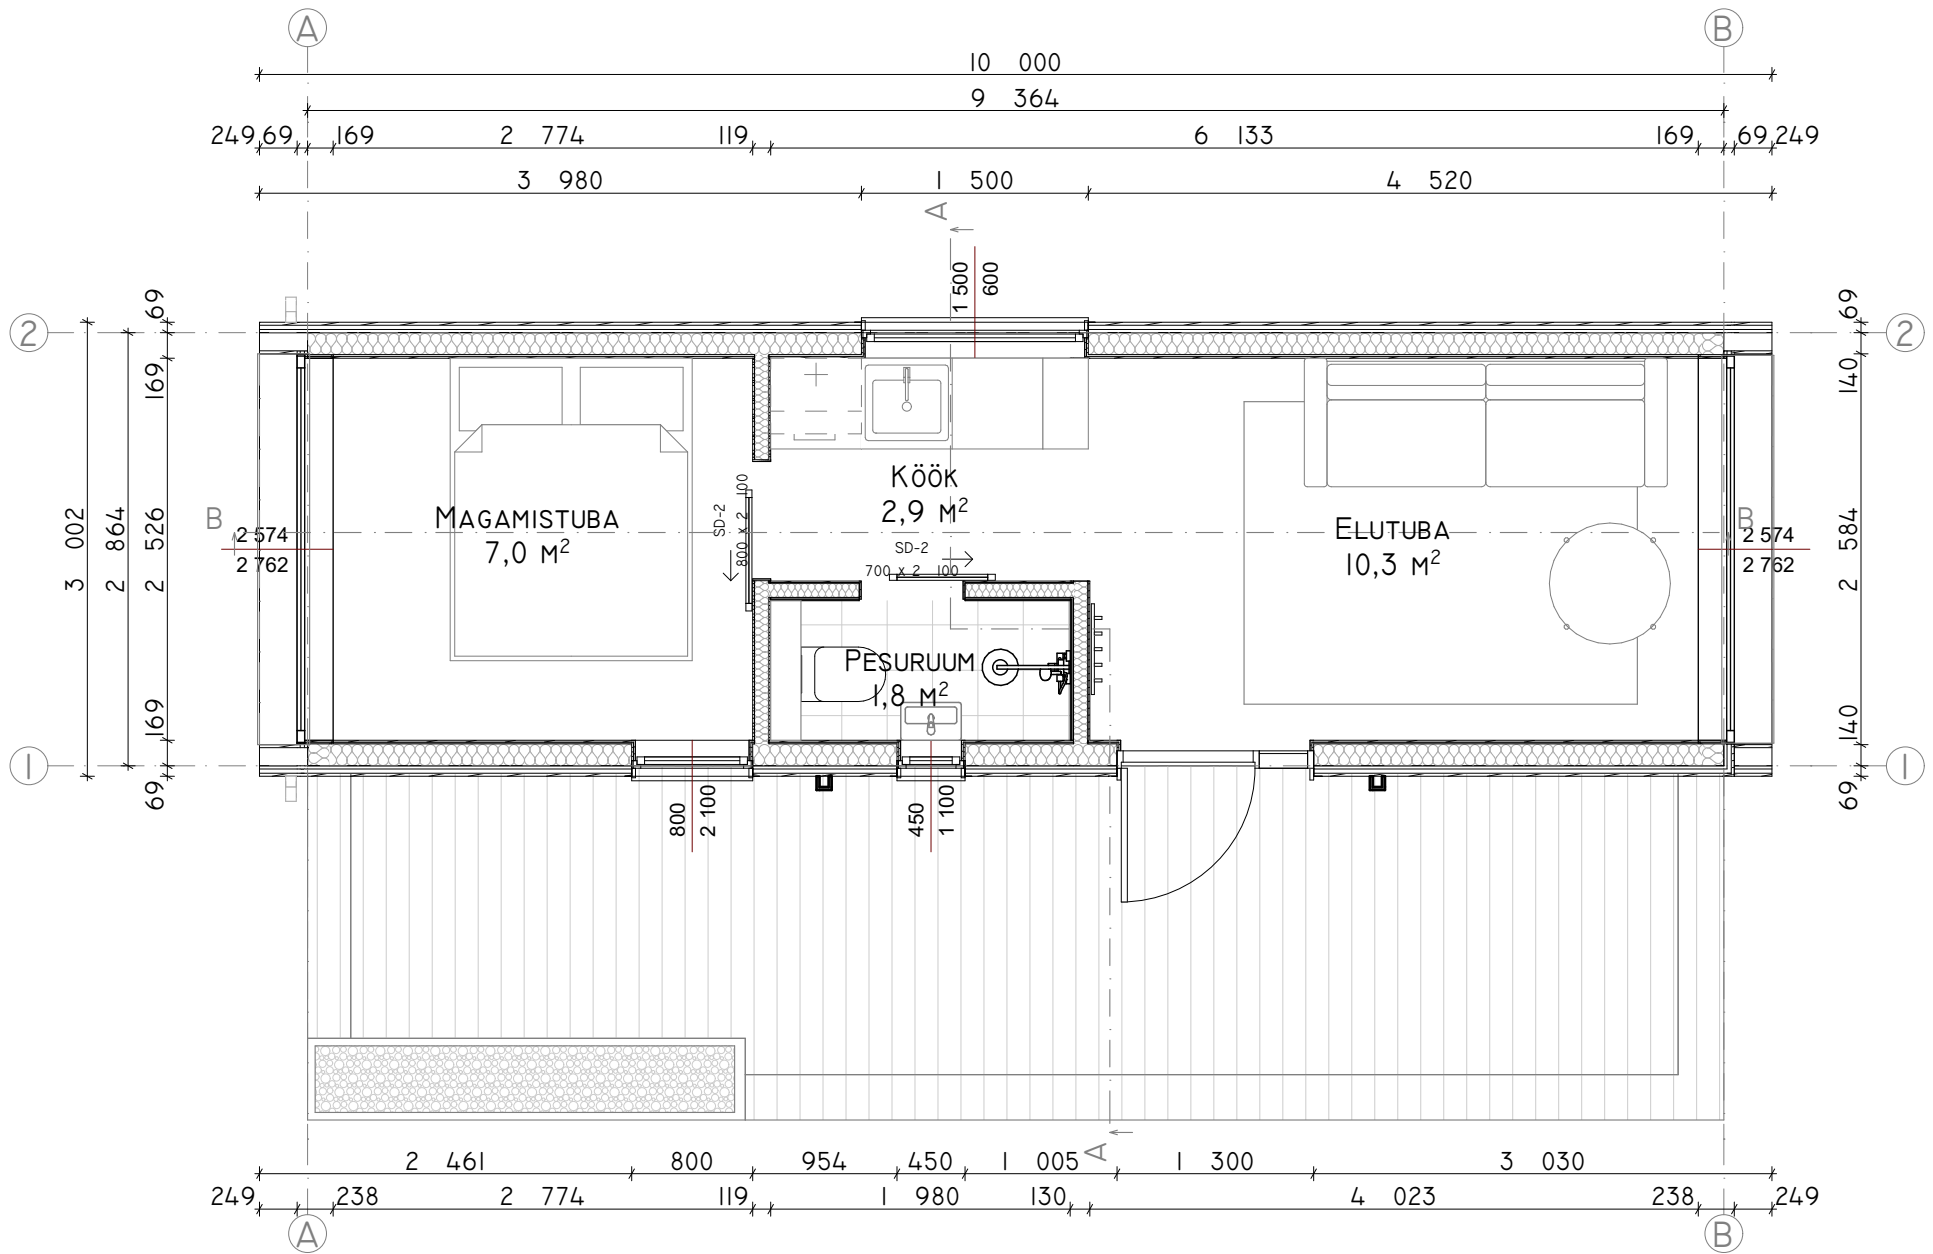 A B
10 000
9 364
249 69 169 2 774 119 6 133 169 69 249
3 980 1 500 4 520
A
1 500
600
2 2
69
169
3 002
2 864
2 526
169
69
69
140
2 584
140
69
Köök
2,9 m²
Magamistuba
7,0 m²
Elutuba
10,3 m²
SD-2
800 x 2 100
SD-2
700 x 2 100
B B
2 574
2 762
2 574
2 762
Pesuruum
1,8 m²
1 1
800
2 100
450
1 100
A
2 461 800 954 450 1 005 1 300 3 030
249 238 2 774 119 1 980 130 4 023 238 249
A B